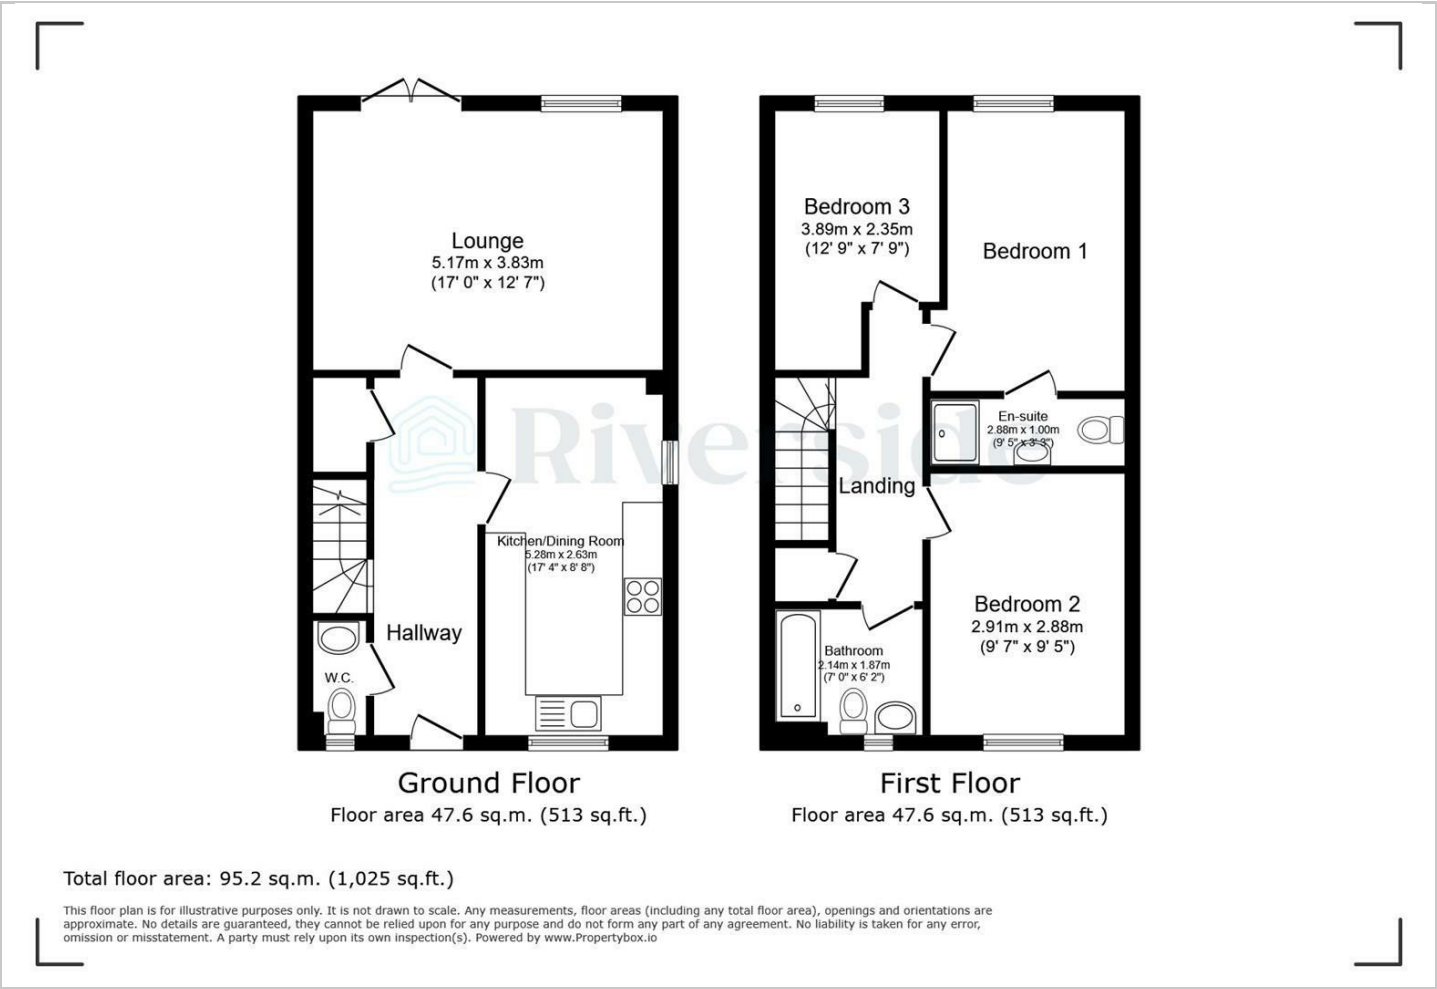 Lounge
5.17m x 3.83m
(17' 0" x 12' 7")
Kitchen/Dining Room
5.28m x 2.63m
(17' 4" x 8' 8")
Hallway
W.C.
Ground Floor
Floor area 47.6 sq.m. (513 sq.ft.)
Bedroom 3
3.89m x 2.35m
(12' 9" x 7' 9")
Bedroom 1
En-suite
2.88m x 1.00m
(9' 5" x 3' 3")
Landing
Bedroom 2
2.91m x 2.88m
(9' 7" x 9' 5")
Bathroom
2.14m x 1.87m
(7' 0" x 6' 2")
First Floor
Floor area 47.6 sq.m. (513 sq.ft.)
Riverside
Total floor area: 95.2 sq.m. (1,025 sq.ft.)
This floor plan is for illustrative purposes only. It is not drawn to scale. Any measurements, floor areas (including any total floor area), openings and orientations are
approximate. No details are guaranteed, they cannot be relied upon for any purpose and do not form any part of any agreement. No liability is taken for any error,
omission or misstatement. A party must rely upon its own inspection(s). Powered by www.Propertybox.io